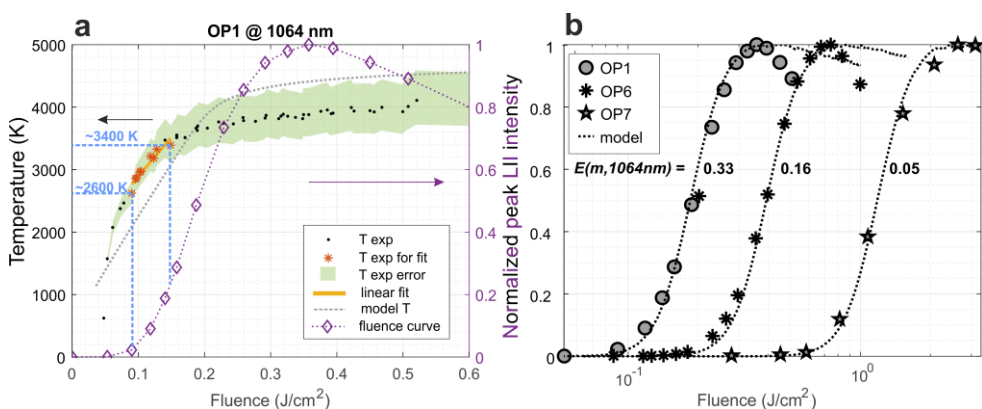 a
OP1 @ 1064 nm
Temperature (K)
5000
4000
3000
2000
1000
0
~3400 K
~2600 K
T exp
T exp for fit
T exp error
linear fit
model T
fluence curve
1
0.8
0.6
0.4
0.2
0
Normalized peak LII intensity
0 0.1 0.2 0.3 0.4 0.5 0.6
Fluence (J/cm2)
b
1
0.8
0.6
0.4
0.2
0
OP1
OP6
OP7
model
E(m,1064nm) = 0.33 0.16 0.05
10-1 100
Fluence (J/cm2)